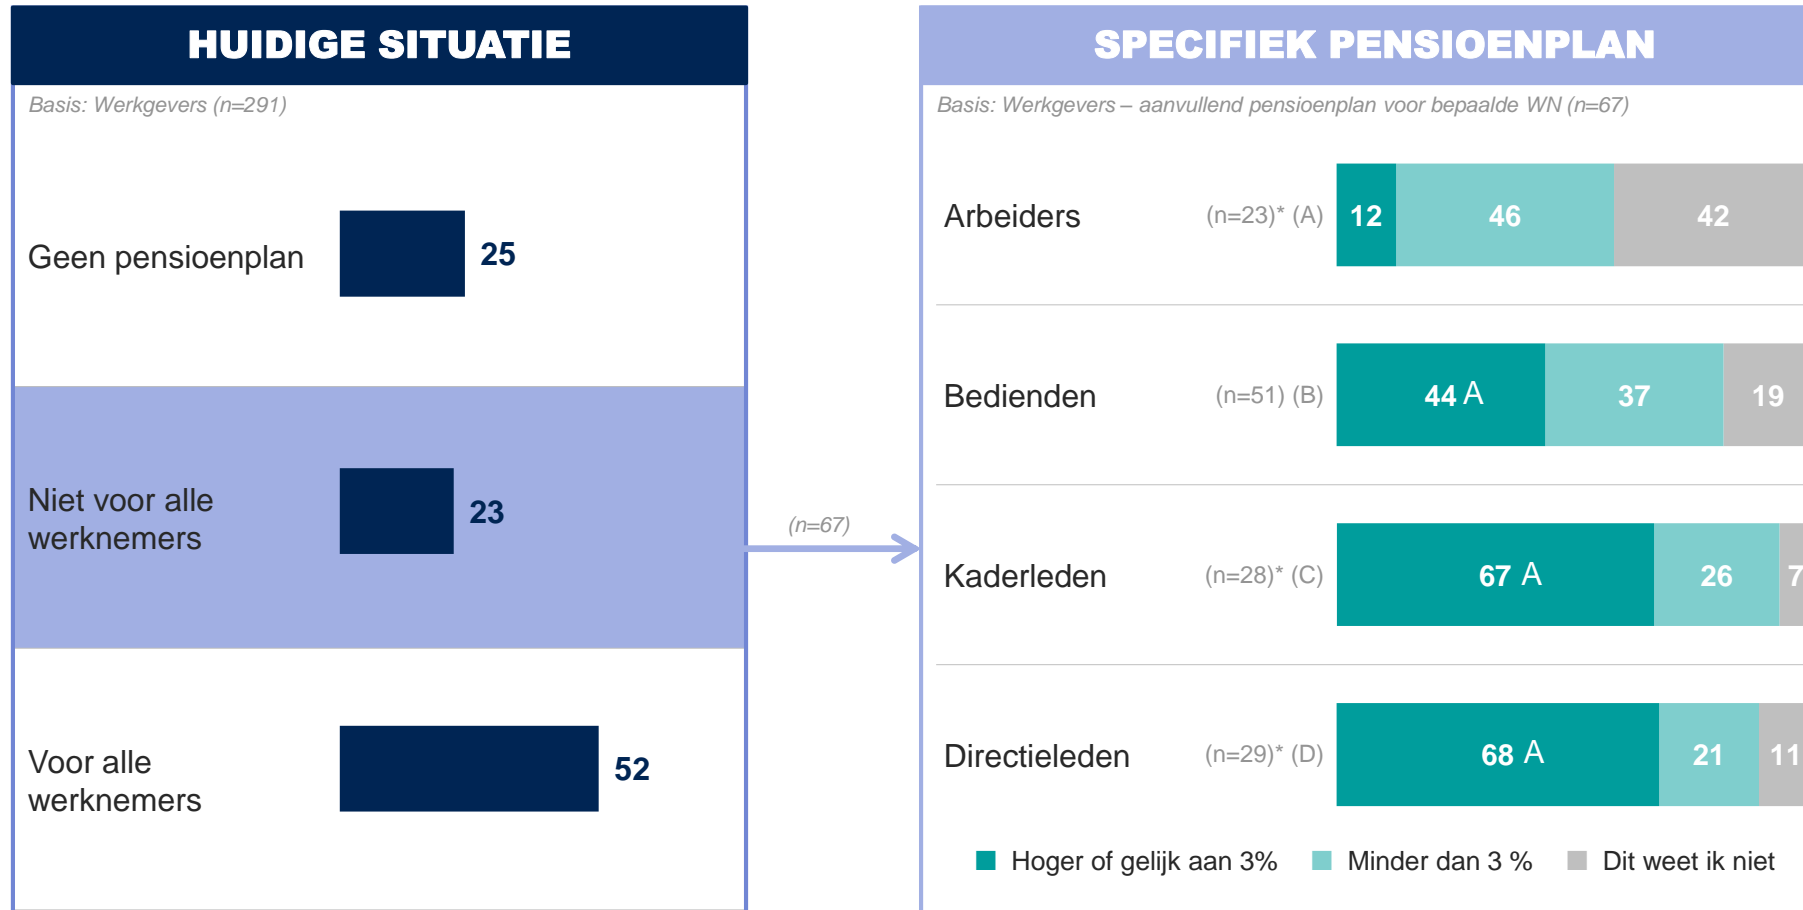 HUIDIGE SITUATIE
Basis: Werkgevers (n=291)
Geen pensioenplan
25
Niet voor alle
werknemers
23
Voor alle
werknemers
52
(n=67)
SPECIFIEK PENSIOENPLAN
Basis: Werkgevers – aanvullend pensioenplan voor bepaalde WN (n=67)
Arbeiders (n=23)* (A) 12 46 42
Bedienden (n=51) (B) 44 A 37 19
Kaderleden (n=28)* (C) 67 A 26 7
Directieleden (n=29)* (D) 68 A 21 11
Hoger of gelijk aan 3% Minder dan 3 % Dit weet ik niet